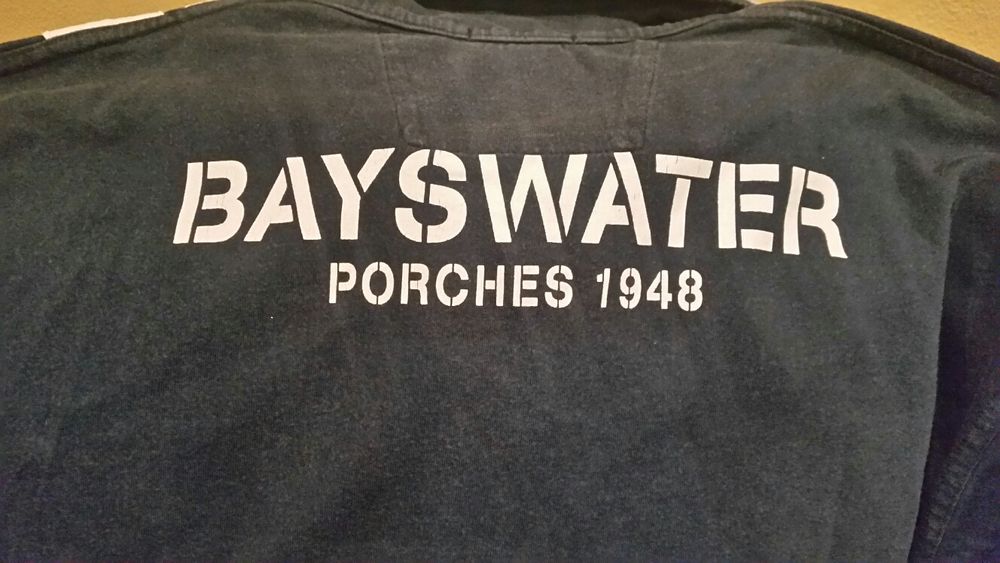 BAYSWATER
PORCHES 1948